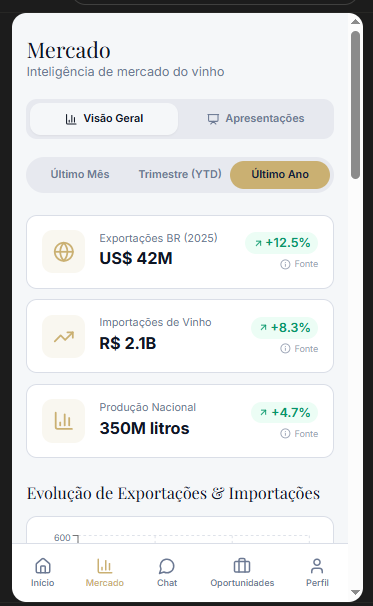 Mercado
Inteligência de mercado do vinho
Visão Geral
Apresentações
Último Mês
Trimestre (YTD)
Último Ano
Exportações BR (2025)
US$ 42M
+12.5%
Fonte
Importações de Vinho
R$ 2.1B
+8.3%
Fonte
Produção Nacional
350M litros
+4.7%
Fonte
Evolução de Exportações & Importações
600
Início
Mercado
Chat
Oportunidades
Perfil